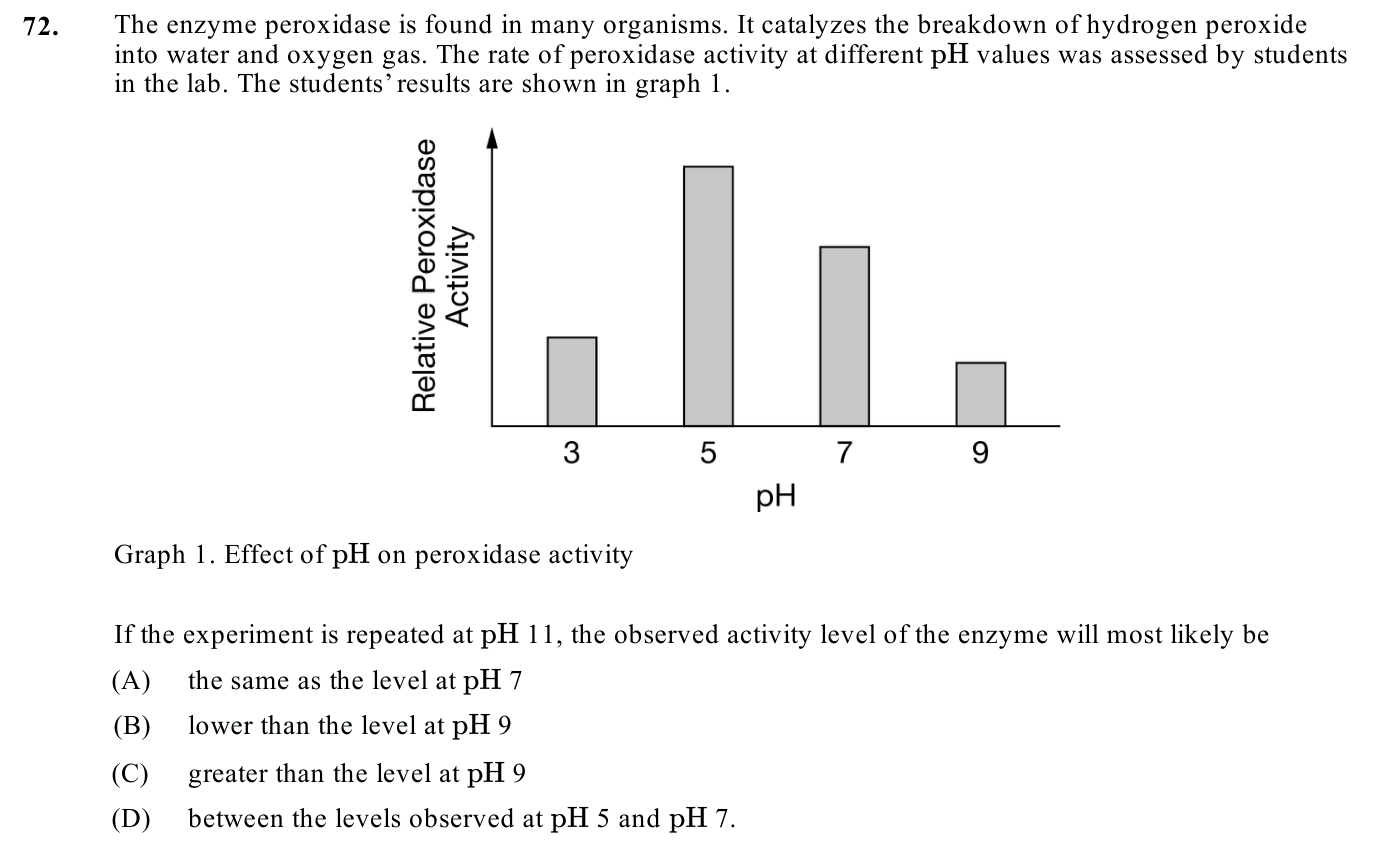 72. The enzyme peroxidase is found in many organisms. It catalyzes the breakdown of hydrogen peroxide
into water and oxygen gas. The rate of peroxidase activity at different pH values was assessed by students
in the lab. The students’ results are shown in graph 1.
Relative Peroxidase
Activity
3 5 7 9
pH
Graph 1. Effect of pH on peroxidase activity
If the experiment is repeated at pH 11, the observed activity level of the enzyme will most likely be
(A) the same as the level at pH 7
(B) lower than the level at pH 9
(C) greater than the level at pH 9
(D) between the levels observed at pH 5 and pH 7.